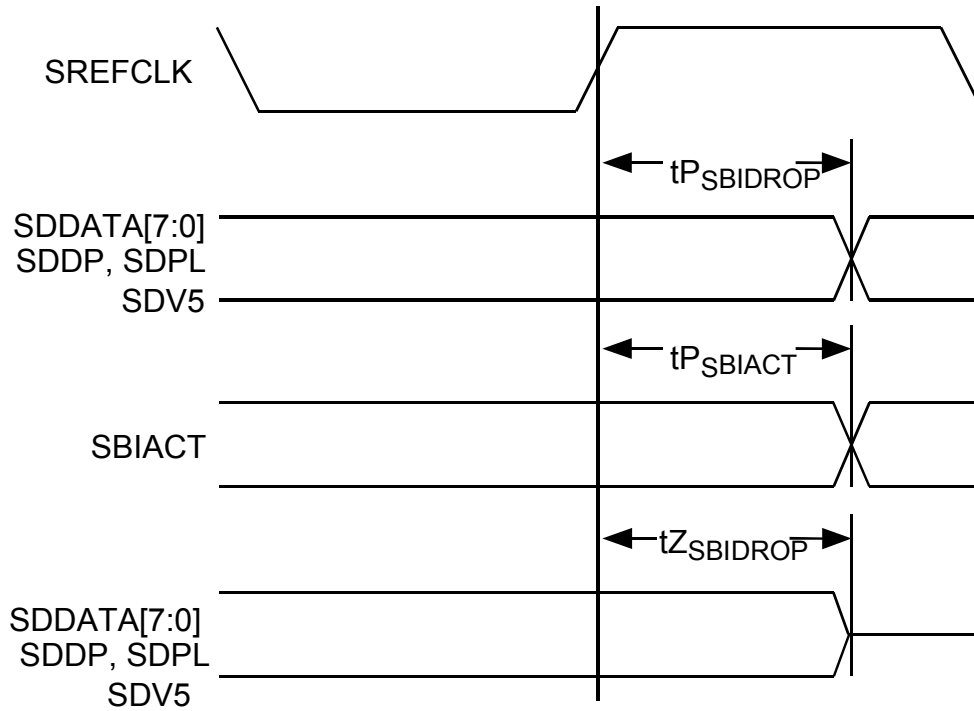 SREFCLK
tPSBIDROP
SDDATA[7:0]
SDDP, SDPL
SDV5
tPSBIACT
SBIACT
tZSBIDROP
SDDATA[7:0]
SDDP, SDPL
SDV5